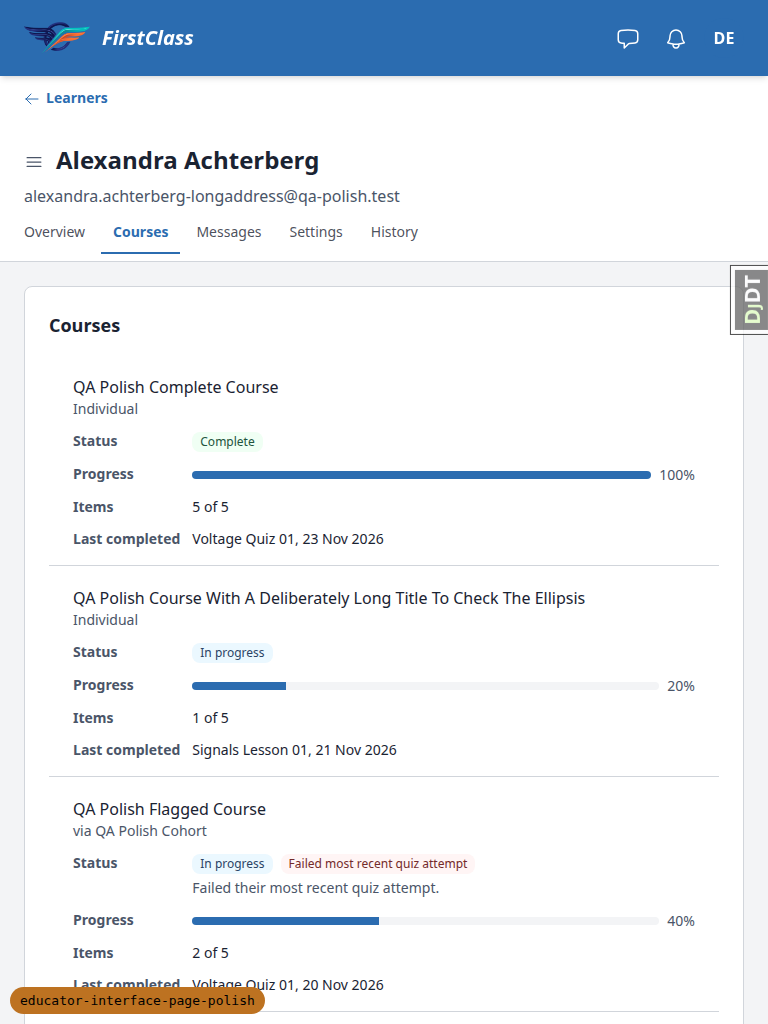 FirstClass
DE
Learners
Alexandra Achterberg
alexandra.achterberg-longaddress@qa-polish.test
Overview Courses Messages Settings History
DjDT
Courses
QA Polish Complete Course
Individual
Status Complete
Progress 100%
Items 5 of 5
Last completed Voltage Quiz 01, 23 Nov 2026
QA Polish Course With A Deliberately Long Title To Check The Ellipsis
Individual
Status In progress
Progress 20%
Items 1 of 5
Last completed Signals Lesson 01, 21 Nov 2026
QA Polish Flagged Course
via QA Polish Cohort
Status In progress Failed most recent quiz attempt
Failed their most recent quiz attempt.
Progress 40%
Items 2 of 5
Last completed Voltage Quiz 01, 20 Nov 2026
educator-interface-page-polish